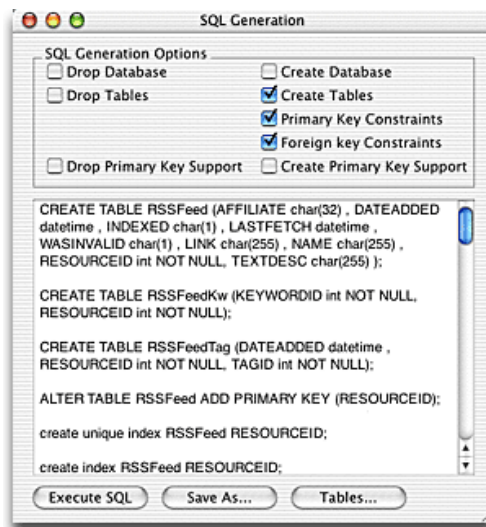 SQL Generation
SQL Generation Options
Drop Database Create Database
Drop Tables Create Tables
Primary Key Constraints
Foreign key Constraints
Drop Primary Key Support Create Primary Key Support
CREATE TABLE RSSFeed (AFFILIATE char(32) , DATEADDED
datetime , INDEXED char(1) , LASTFETCH datetime ,
WASINVALID char(1) , LINK char(255) , NAME char(255) ,
RESOURCEID int NOT NULL, TEXTDESC char(255) );
CREATE TABLE RSSFeedKw (KEYWORDID int NOT NULL,
RESOURCEID int NOT NULL);
CREATE TABLE RSSFeedTag (DATEADDED datetime ,
RESOURCEID int NOT NULL, TAGID int NOT NULL);
ALTER TABLE RSSFeed ADD PRIMARY KEY (RESOURCEID);
create unique index RSSFeed RESOURCEID;
create index RSSFeed RESOURCEID;
Execute SQL Save As... Tables...